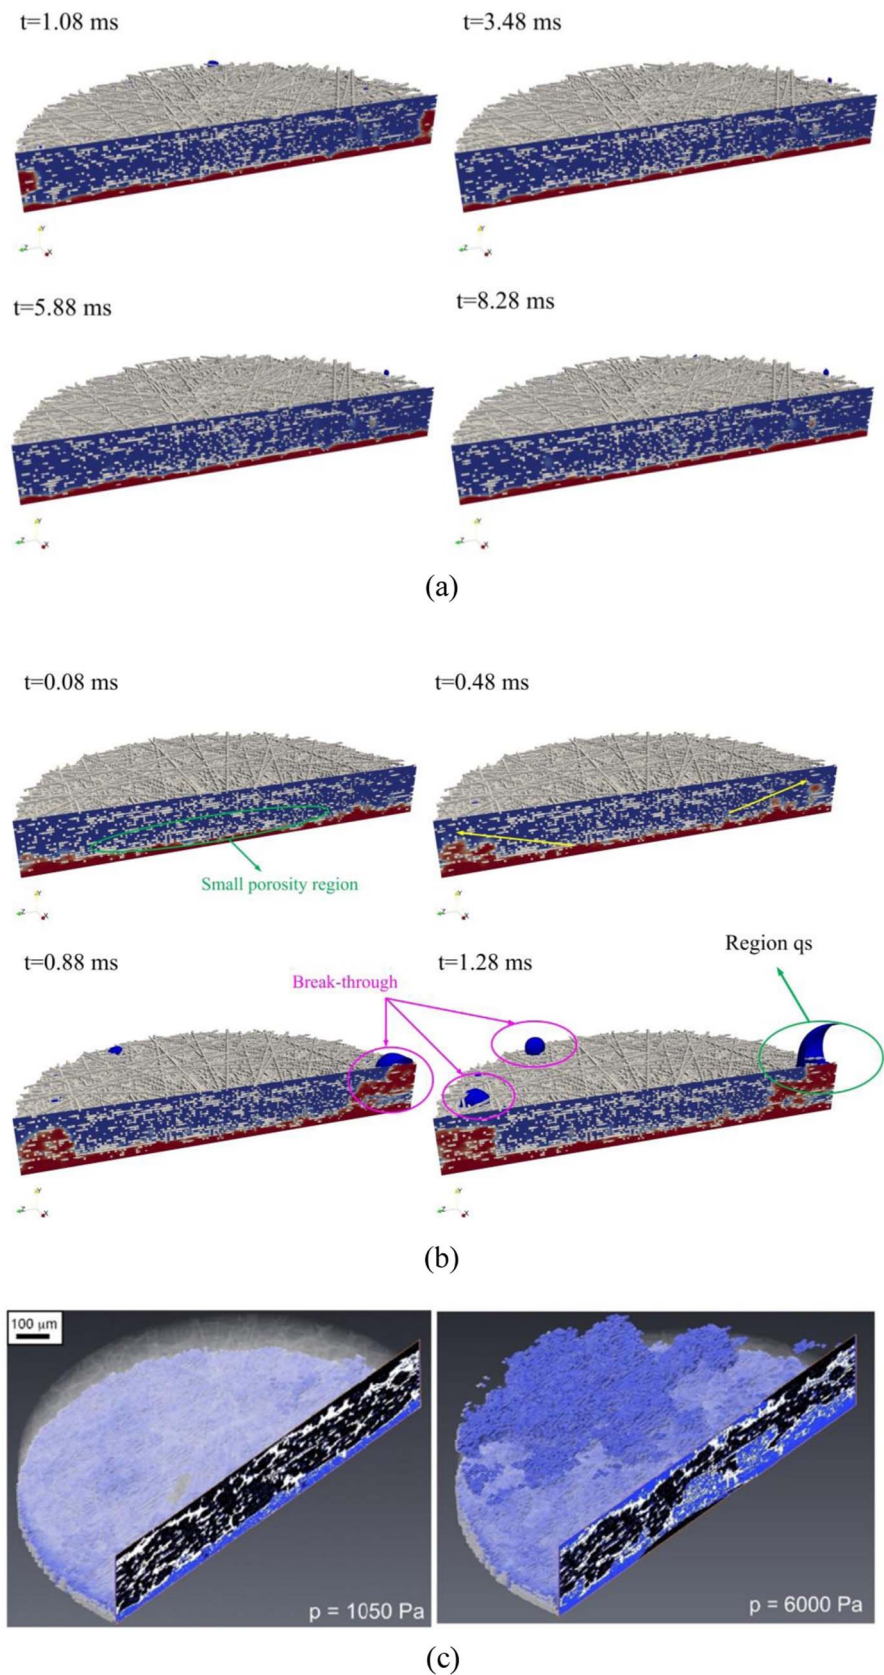 t=1.08 ms
t=3.48 ms
Y
Z
X
Y
Z
X
t=5.88 ms
t=8.28 ms
Y
Z
X
Y
Z
X
(a)
t=0.08 ms
t=0.48 ms
Small porosity region
Y
Z
X
Y
Z
X
t=0.88 ms
t=1.28 ms
Region qs
Break-through
Y
Z
X
Y
Z
X
(b)
100 μm
p = 1050 Pa
p = 6000 Pa
(c)